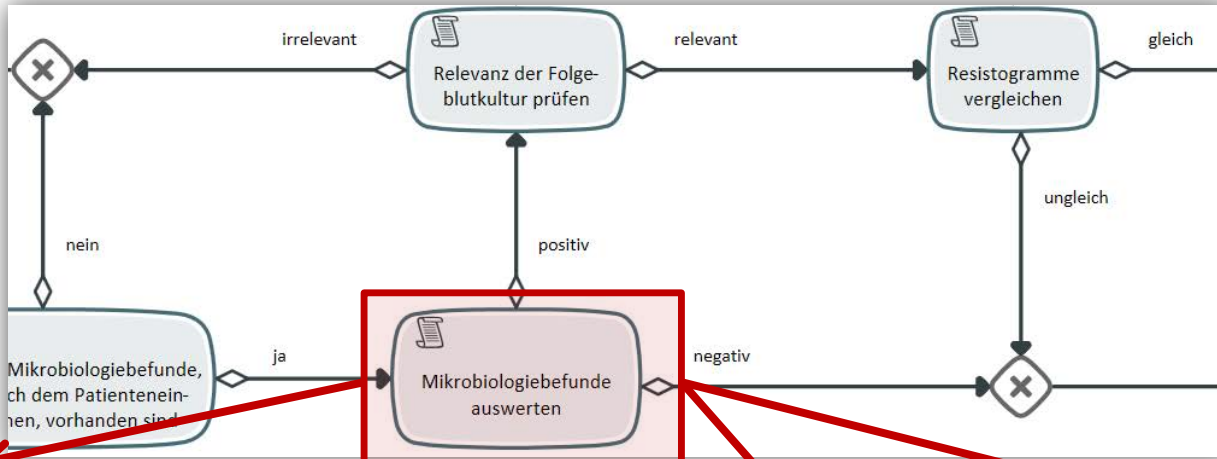 irrelevant
Relevanz der Folge-
blutkultur prüfen
relevant
Resistogramme
vergleichen
gleich
nein
positiv
ungleich
Mikrobiologiebefunde,
ch dem Patientenein-
nen, vorhanden sind
ja
Mikrobiologiebefunde
auswerten
negativ